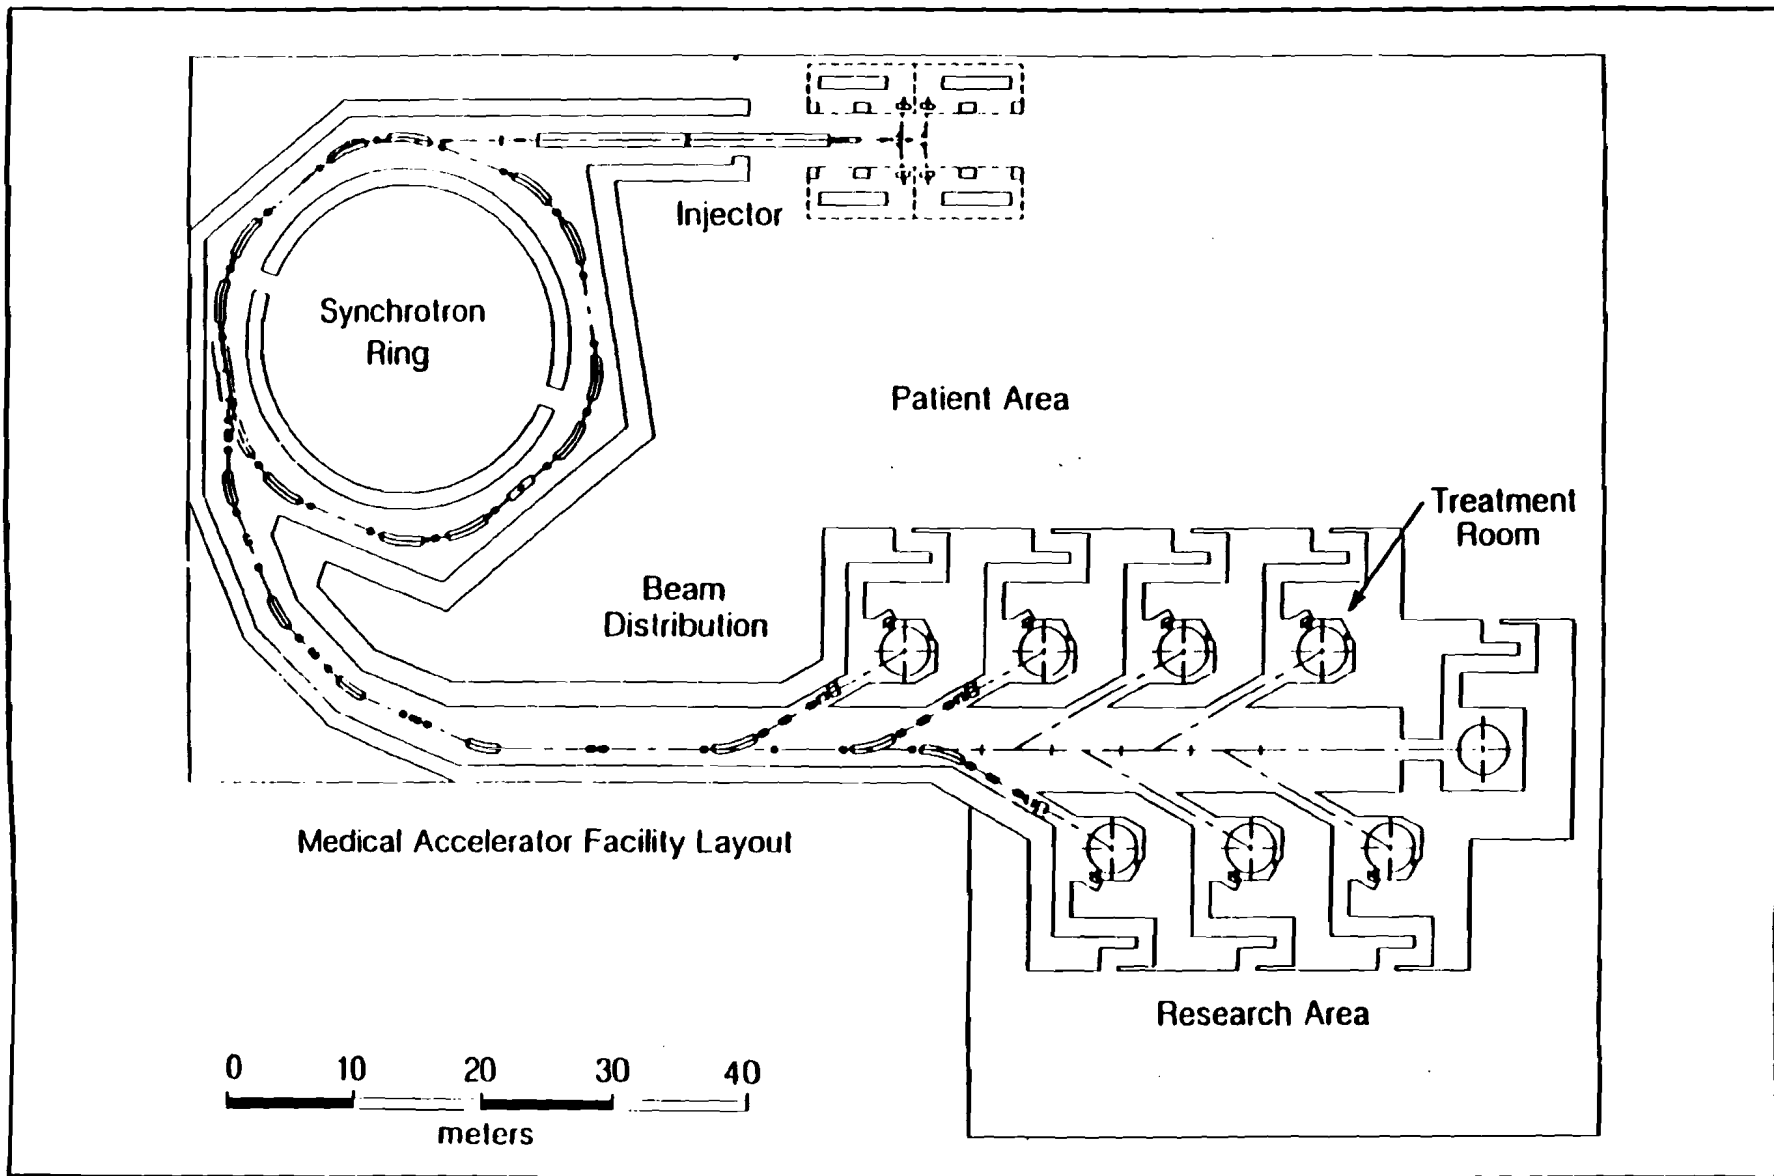 Injector
Synchrotron
Ring
Patient Area
Treatment
Room
Beam
Distribution
Medical Accelerator Facility Layout
Research Area
0 10 20 30 40
meters